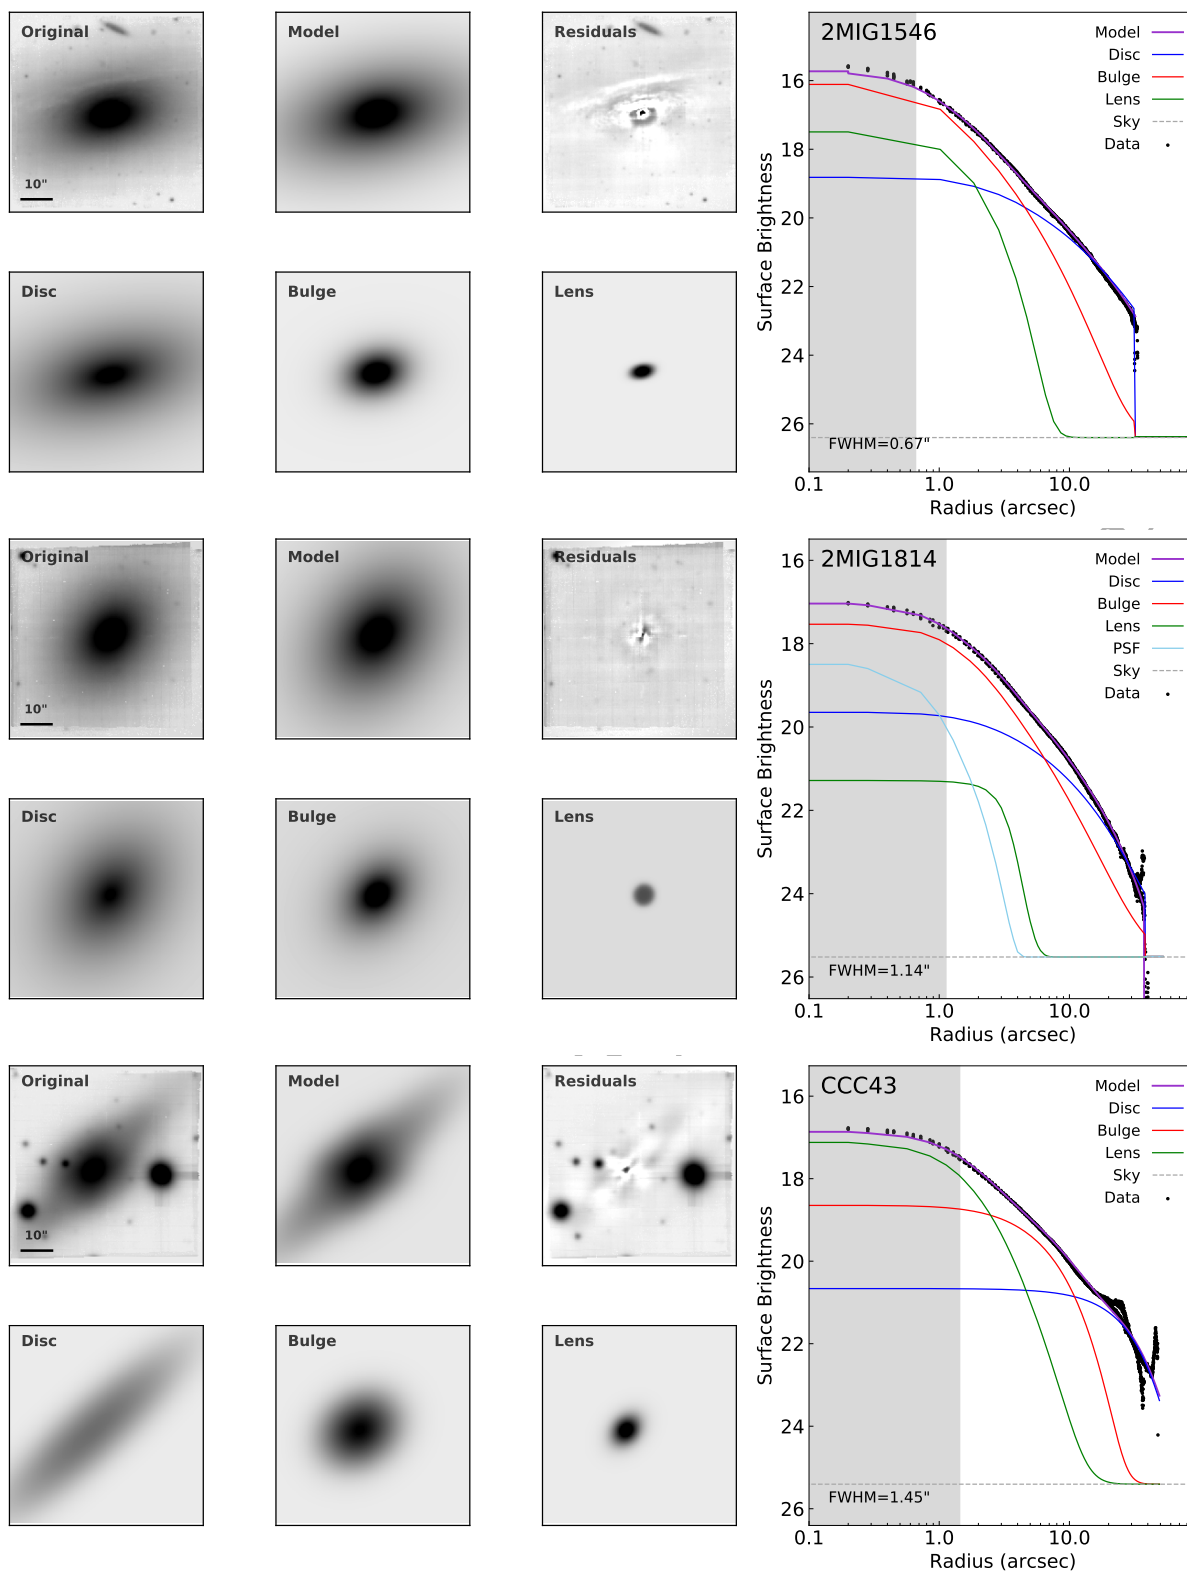 Original
10"
Model
Residuals
Disc
Bulge
Lens
2MIG1546
Model
Disc
Bulge
Lens
Sky
Data
Surface Brightness
16
18
20
22
24
26
FWHM=0.67"
0.1
1.0
10.0
Radius (arcsec)
Original
10"
Model
Residuals
Disc
Bulge
Lens
2MIG1814
Model
Disc
Bulge
Lens
PSF
Sky
Data
Surface Brightness
16
18
20
22
24
26
FWHM=1.14"
0.1
1.0
10.0
Radius (arcsec)
Original
10"
Model
Residuals
Disc
Bulge
Lens
CCC43
Model
Disc
Bulge
Lens
Sky
Data
Surface Brightness
16
18
20
22
24
26
FWHM=1.45"
0.1
1.0
10.0
Radius (arcsec)